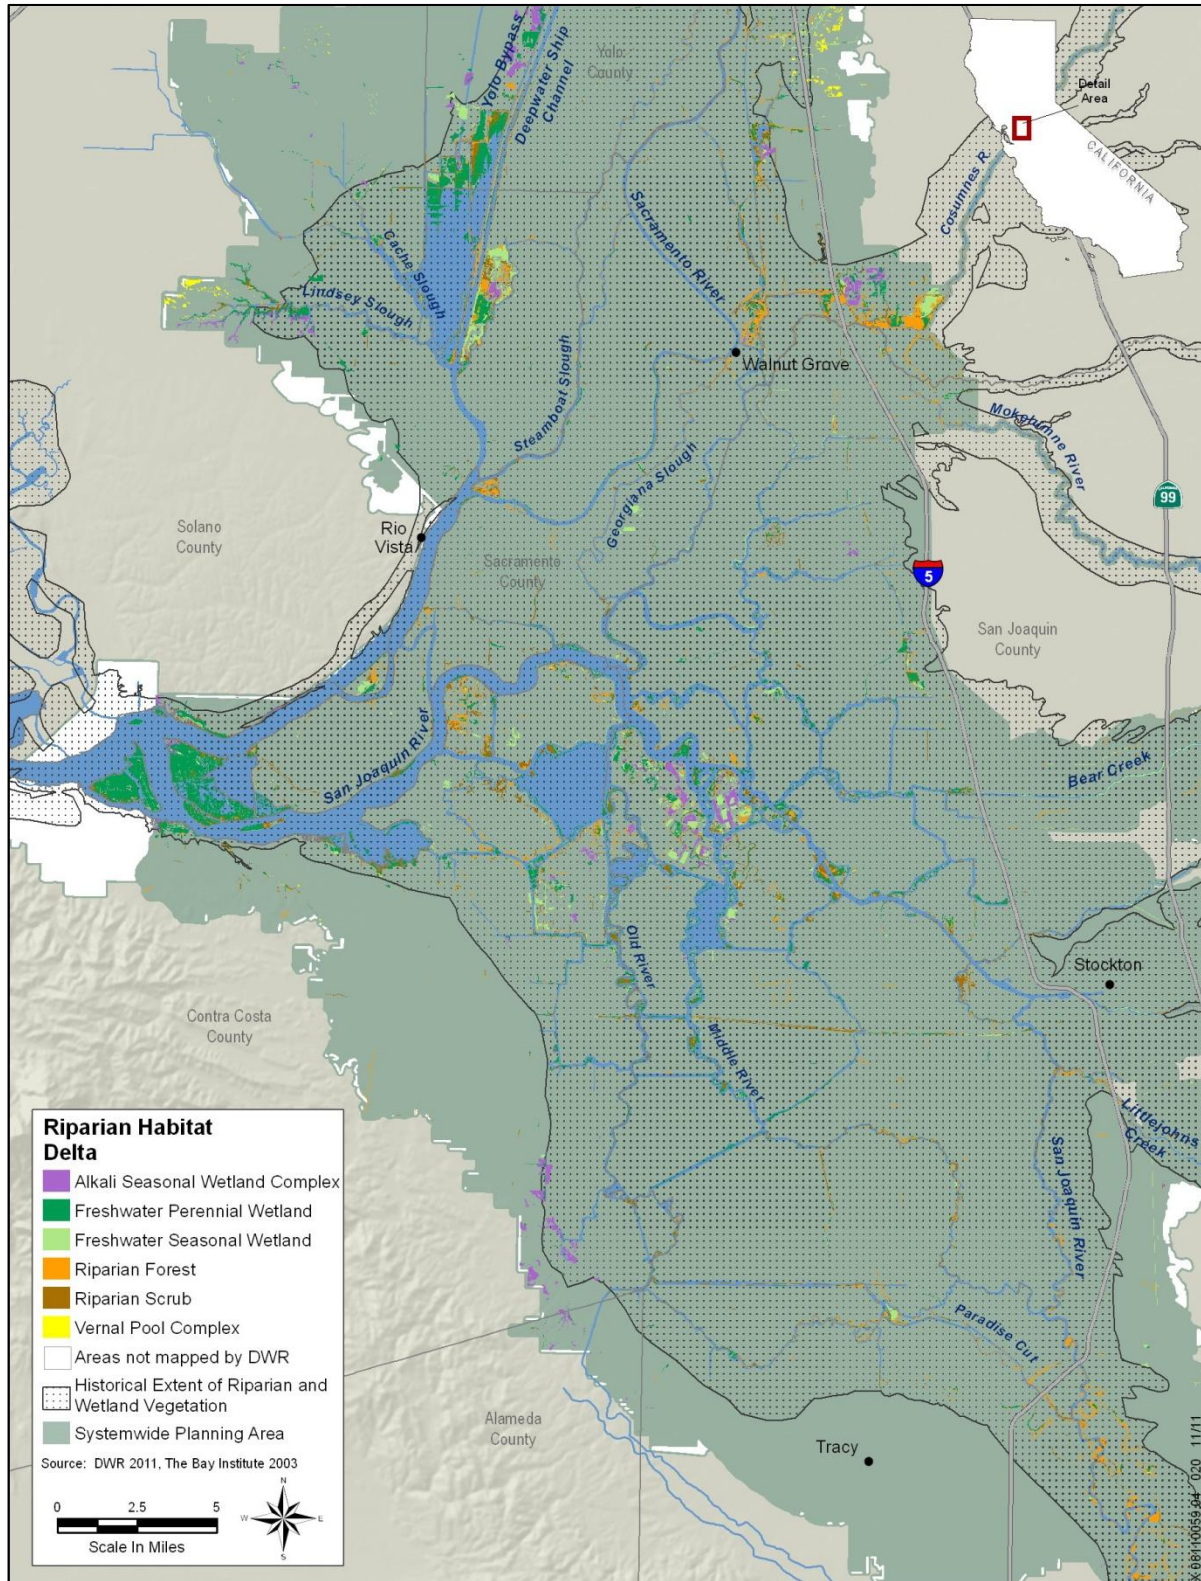 Yolo Bypass
Deepwater Ship
Channel
Yolo
County
Detail
Area
CALIFORNIA
Cosumnes R.
Sacramento River
Cache Slough
Lindsey Slough
Steamboat Slough
Walnut Grove
Mokelumne
River
CALIFORNIA
99
Georgiana Slough
Solano
County
Rio
Vista
Sacramento
County
5
San Joaquin
County
San Joaquin River
Bear Creek
Old River
Stockton
Contra Costa
County
Middle River
Littlejohns
Creek
San Joaquin River
Paradise Cut
Alameda
County
Tracy
Riparian Habitat
Delta
Alkali Seasonal Wetland Complex
Freshwater Perennial Wetland
Freshwater Seasonal Wetland
Riparian Forest
Riparian Scrub
Vernal Pool Complex
Areas not mapped by DWR
Historical Extent of Riparian and
Wetland Vegetation
Systemwide Planning Area
Source: DWR 2011, The Bay Institute 2003
0 2.5 5
Scale In Miles
N
W E
S
020 11/11